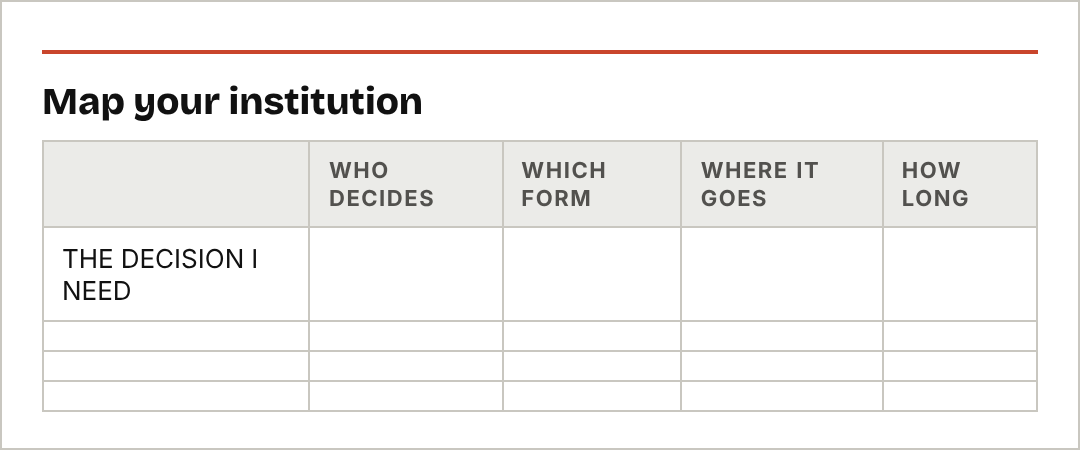 Map your institution
WHO DECIDES
WHICH FORM
WHERE IT GOES
HOW LONG
THE DECISION I
NEED